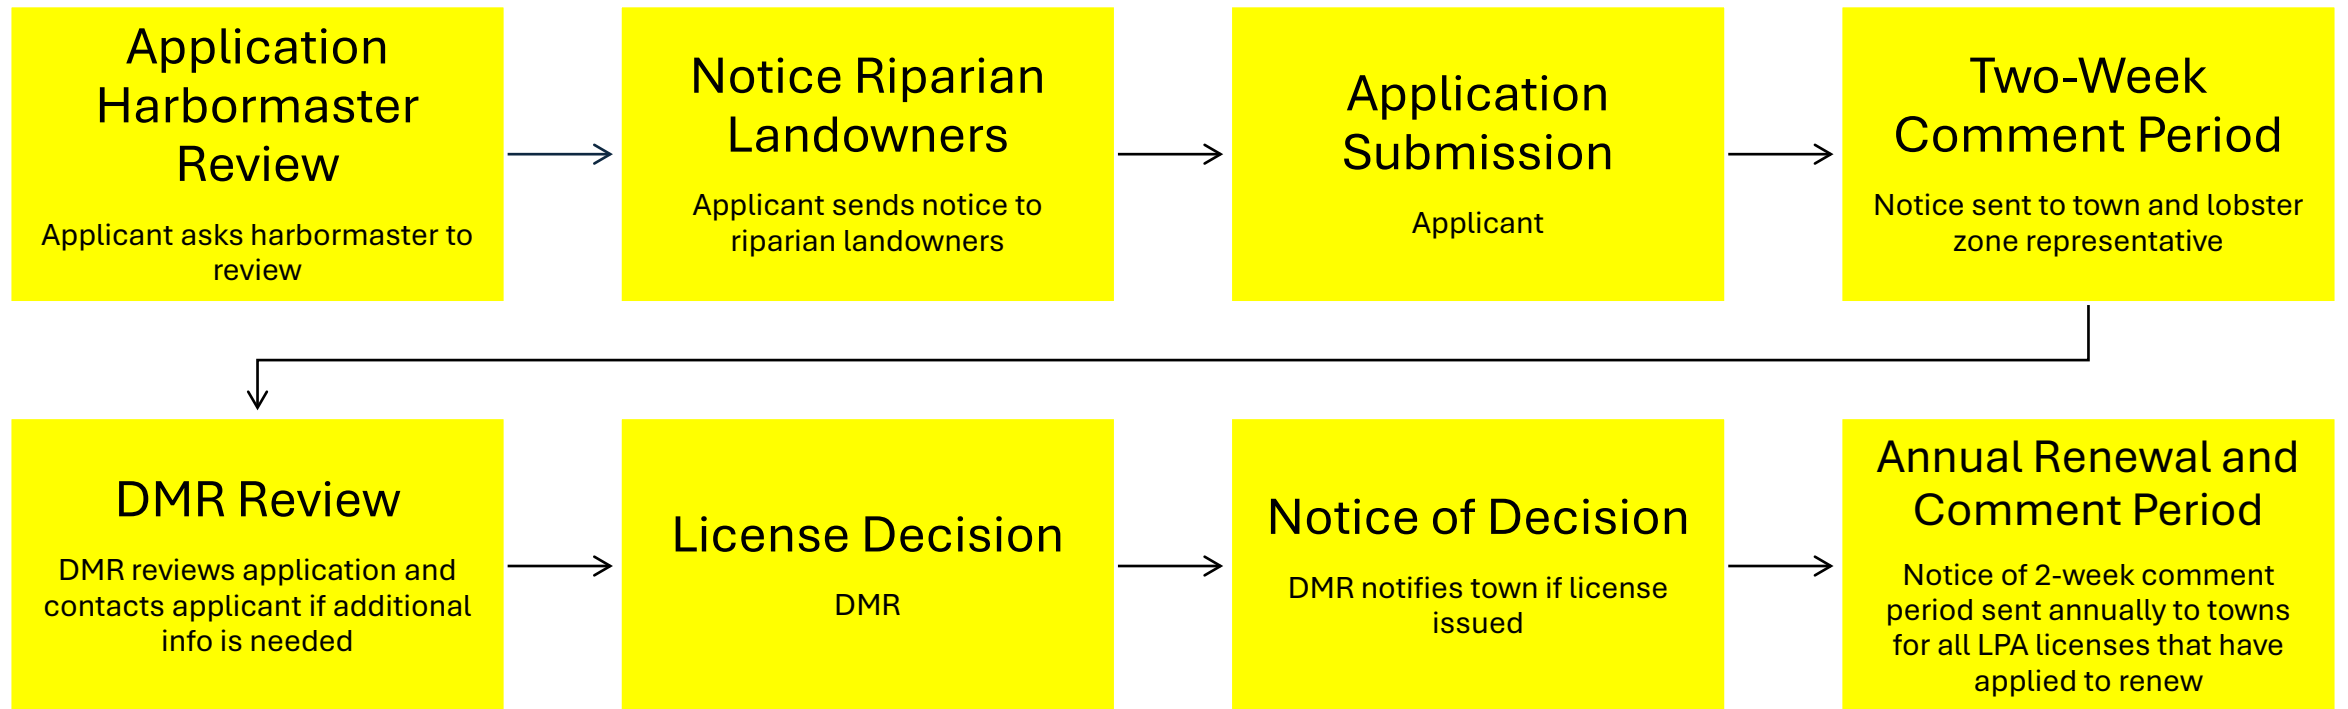 Application
Harbormaster
Review
Applicant asks harbormaster to
review
Notice Riparian
Landowners
Applicant sends notice to
riparian landowners
Application
Submission
Applicant
Two-Week
Comment Period
Notice sent to town and lobster
zone representative
DMR Review
DMR reviews application and
contacts applicant if additional
info is needed
License Decision
DMR
Notice of Decision
DMR notifies town if license
issued
Annual Renewal and
Comment Period
Notice of 2-week comment
period sent annually to towns
for all LPA licenses that have
applied to renew